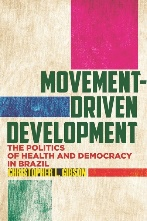 MOVEMENT-
DRIVEN
DEVELOPMENT
THE POLITICS
OF HEALTH AND DEMOCRACY
IN BRAZIL
CHRISTOPHER L. GIBSON